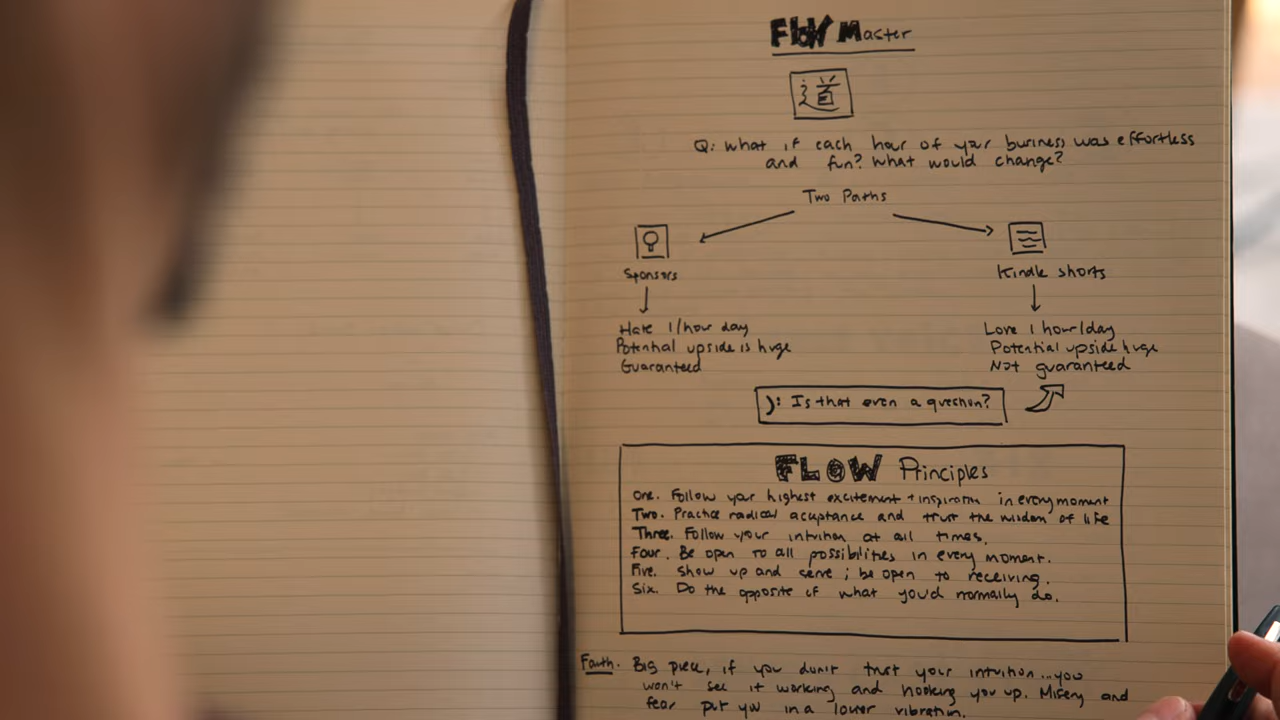 Flow Master
道
Q: What if each hour of your business was effortless
and fun? What would change?
Two Paths
Sponsors
Kindle shorts
Hate 1/hour day
Potential upside is huge
Guaranteed
Love 1 hour/day
Potential upside huge
Not guaranteed
): Is that even a question?
FLOW Principles
One. Follow your highest excitement + inspiration in every moment
Two. Practice radical acceptance and trust the wisdom of life
Three. Follow your intuition at all times.
Four. Be open to all possibilities in every moment.
Five. Show up and serve; be open to receiving.
Six. Do the opposite of what you'd normally do.
Faith. Big piece, if you don't trust your intuition...you
won't see it working and hooking you up. Misery and
fear put you in a lower vibration.